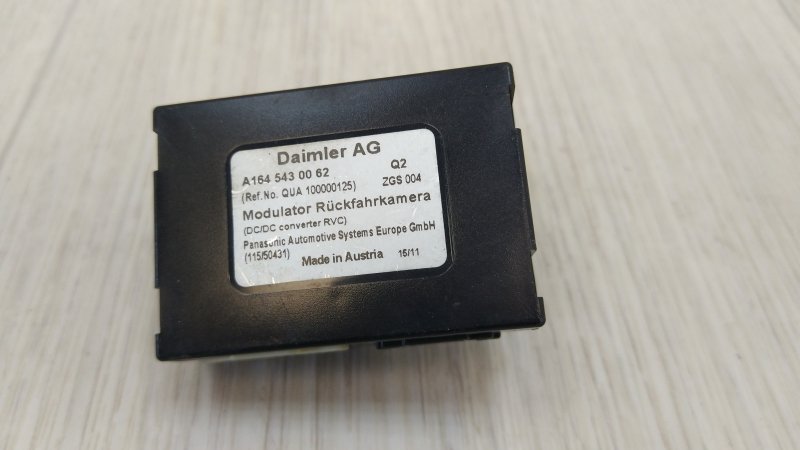 Daimler AG
A164 543 00 62 Q2
(Ref.No. QUA 100000125) ZGS 004
Modulator Rückfahrkamera
(DC/DC converter RVC)
Panasonic Automotive Systems Europe GmbH
(115/50431) Made in Austria 15/11